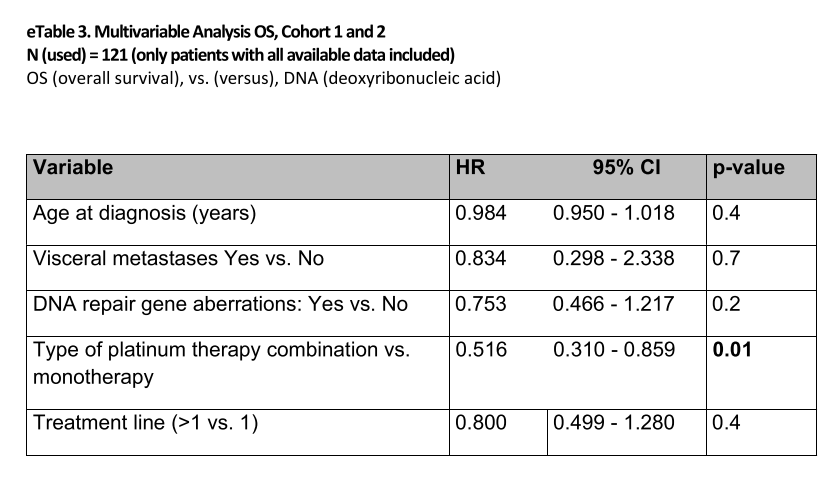 eTable 3. Multivariable Analysis OS, Cohort 1 and 2
N (used) = 121 (only patients with all available data included)
OS (overall survival), vs. (versus), DNA (deoxyribonucleic acid)
Variable HR 95% CI p-value
Age at diagnosis (years) 0.984 0.950 - 1.018 0.4
Visceral metastases Yes vs. No 0.834 0.298 - 2.338 0.7
DNA repair gene aberrations: Yes vs. No 0.753 0.466 - 1.217 0.2
Type of platinum therapy combination vs. 0.516 0.310 - 0.859 0.01
monotherapy
Treatment line (>1 vs. 1) 0.800 0.499 - 1.280 0.4